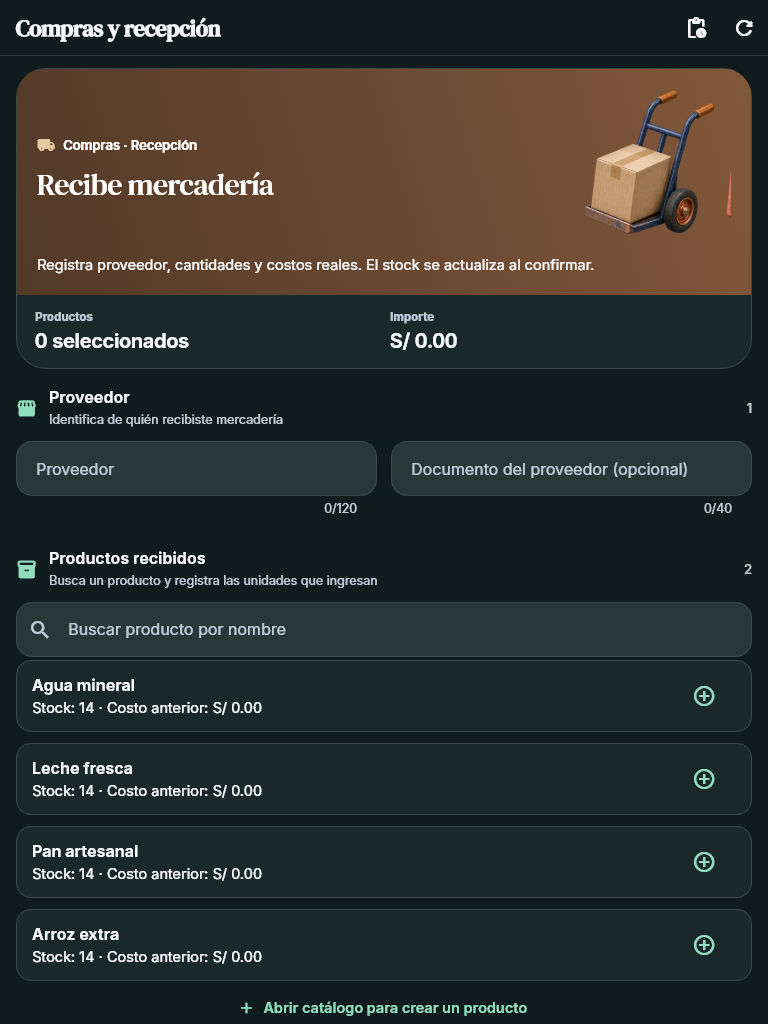 Compras y recepción
Compras · Recepción
Recibe mercadería
Registra proveedor, cantidades y costos reales. El stock se actualiza al confirmar.
Productos
0 seleccionados
Importe
S/ 0.00
Proveedor
Identifica de quién recibiste mercadería
1
Proveedor
0/120
Documento del proveedor (opcional)
0/40
Productos recibidos
Busca un producto y registra las unidades que ingresan
2
Buscar producto por nombre
Agua mineral
Stock: 14 · Costo anterior: S/ 0.00
Leche fresca
Stock: 14 · Costo anterior: S/ 0.00
Pan artesanal
Stock: 14 · Costo anterior: S/ 0.00
Arroz extra
Stock: 14 · Costo anterior: S/ 0.00
+ Abrir catálogo para crear un producto